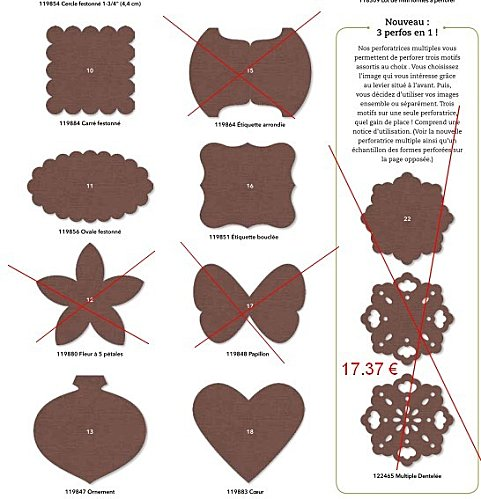 119854 Cercle festonné 1-3/4" (4,4 cm)
10
119884 Carré festonné
11
119856 Ovale festonné
12
119880 Fleur à 5 pétales
13
119847 Ornement
15
119864 Étiquette arrondie
16
119851 Étiquette bouclée
17
119848 Papillon
18
119883 Cœur
Nouveau :
3 perfos en 1 !
Nos perforatrices multiples vous
permettent de perforer trois motifs
assortis au choix . Vous choisissez
l'image qui vous intéresse grâce
au levier situé à l'avant. Puis,
vous décidez d'utiliser vos images
ensemble ou séparément. Trois
motifs sur une seule perforatrice,
quel gain de place ! Comprend une
notice d'utilisation. (Voir la nouvelle
perforatrice multiple ainsi qu'un
échantillon des formes perforées sur
la page opposée.)
22
17.37 €
122465 Multiple Dentelée